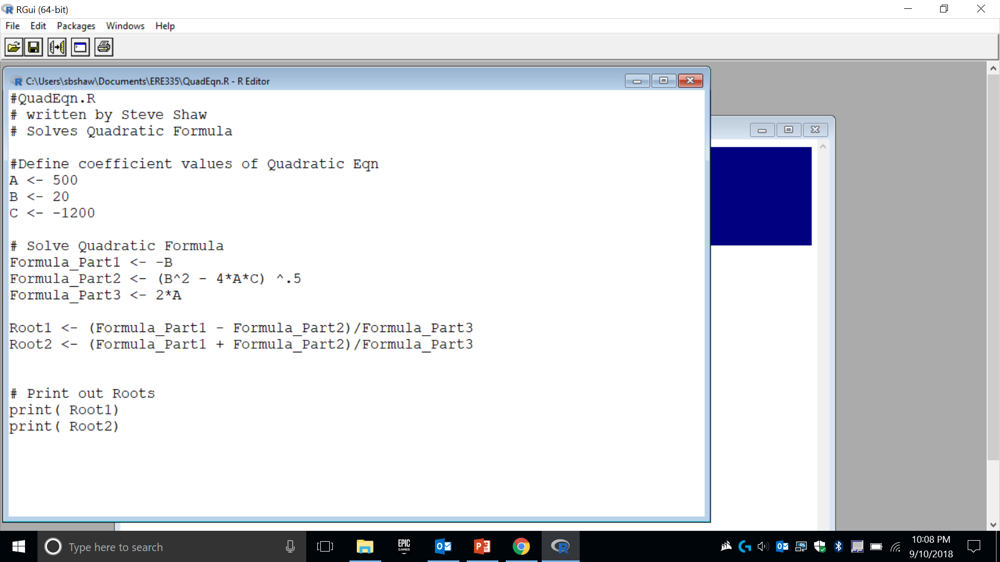 RGui (64-bit)
File Edit Packages Windows Help
C:\Users\sbshaw\Documents\ERE335\QuadEqn.R - R Editor
#QuadEqn.R
# written by Steve Shaw
# Solves Quadratic Formula
#Define coefficient values of Quadratic Eqn
A <- 500
B <- 20
C <- -1200
# Solve Quadratic Formula
Formula_Part1 <- -B
Formula_Part2 <- (B^2 - 4*A*C) ^.5
Formula_Part3 <- 2*A
Root1 <- (Formula_Part1 - Formula_Part2)/Formula_Part3
Root2 <- (Formula_Part1 + Formula_Part2)/Formula_Part3
# Print out Roots
print( Root1)
print( Root2)
Type here to search
EPIC
GAMES
10:08 PM
9/10/2018